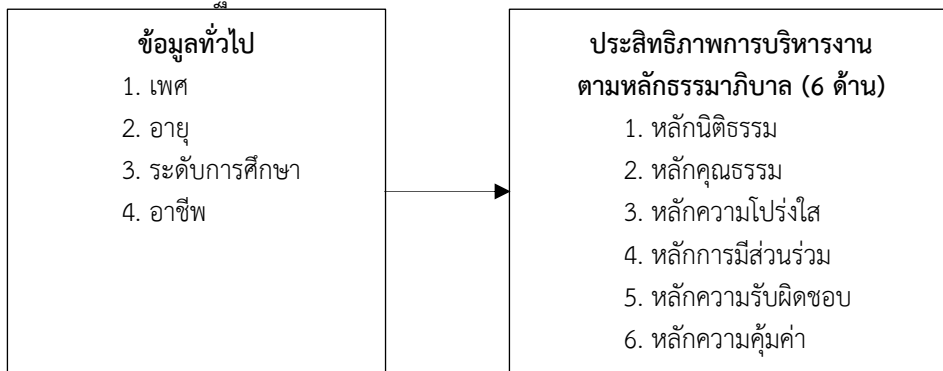 ข้อมูลทั่วไป
1. เพศ
2. อายุ
3. ระดับการศึกษา
4. อาชีพ
ประสิทธิภาพการบริหารงาน
ตามหลักธรรมาภิบาล (6 ด้าน)
1. หลักนิติธรรม
2. หลักคุณธรรม
3. หลักความโปร่งใส
4. หลักการมีส่วนร่วม
5. หลักความรับผิดชอบ
6. หลักความคุ้มค่า